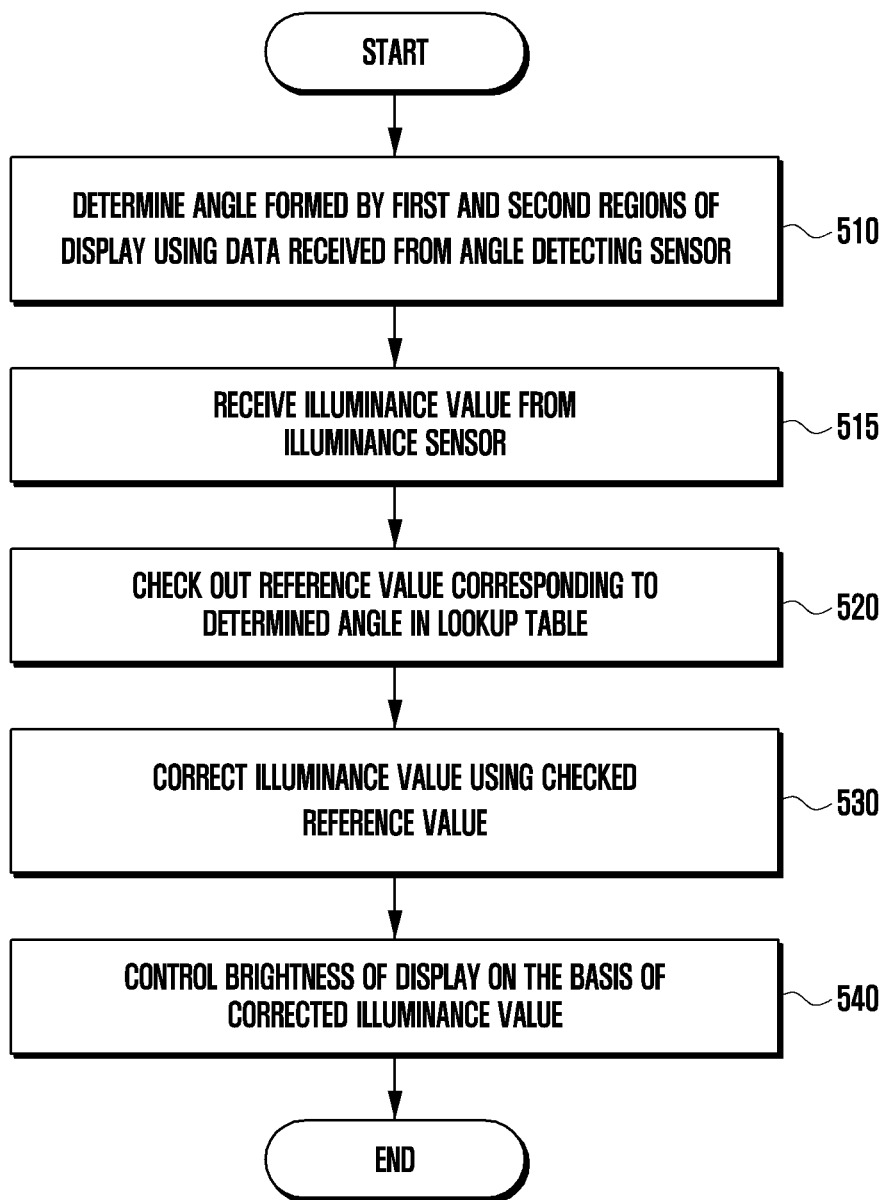 START
DETERMINE ANGLE FORMED BY FIRST AND SECOND REGIONS OF
DISPLAY USING DATA RECEIVED FROM ANGLE DETECTING SENSOR
510
RECEIVE ILLUMINANCE VALUE FROM
ILLUMINANCE SENSOR
515
CHECK OUT REFERENCE VALUE CORRESPONDING TO
DETERMINED ANGLE IN LOOKUP TABLE
520
CORRECT ILLUMINANCE VALUE USING CHECKED
REFERENCE VALUE
530
CONTROL BRIGHTNESS OF DISPLAY ON THE BASIS OF
CORRECTED ILLUMINANCE VALUE
540
END